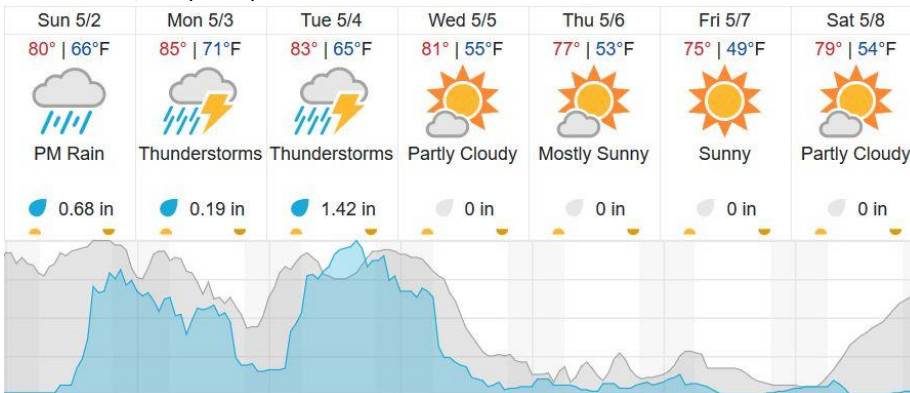 Sun 5/2 Mon 5/3 Tue 5/4 Wed 5/5 Thu 5/6 Fri 5/7 Sat 5/8
80° | 66°F 85° | 71°F 83° | 65°F 81° | 55°F 77° | 53°F 75° | 49°F 79° | 54°F
PM Rain Thunderstorms Thunderstorms Partly Cloudy Mostly Sunny Sunny Partly Cloudy
0.68 in 0.19 in 1.42 in 0 in 0 in 0 in 0 in